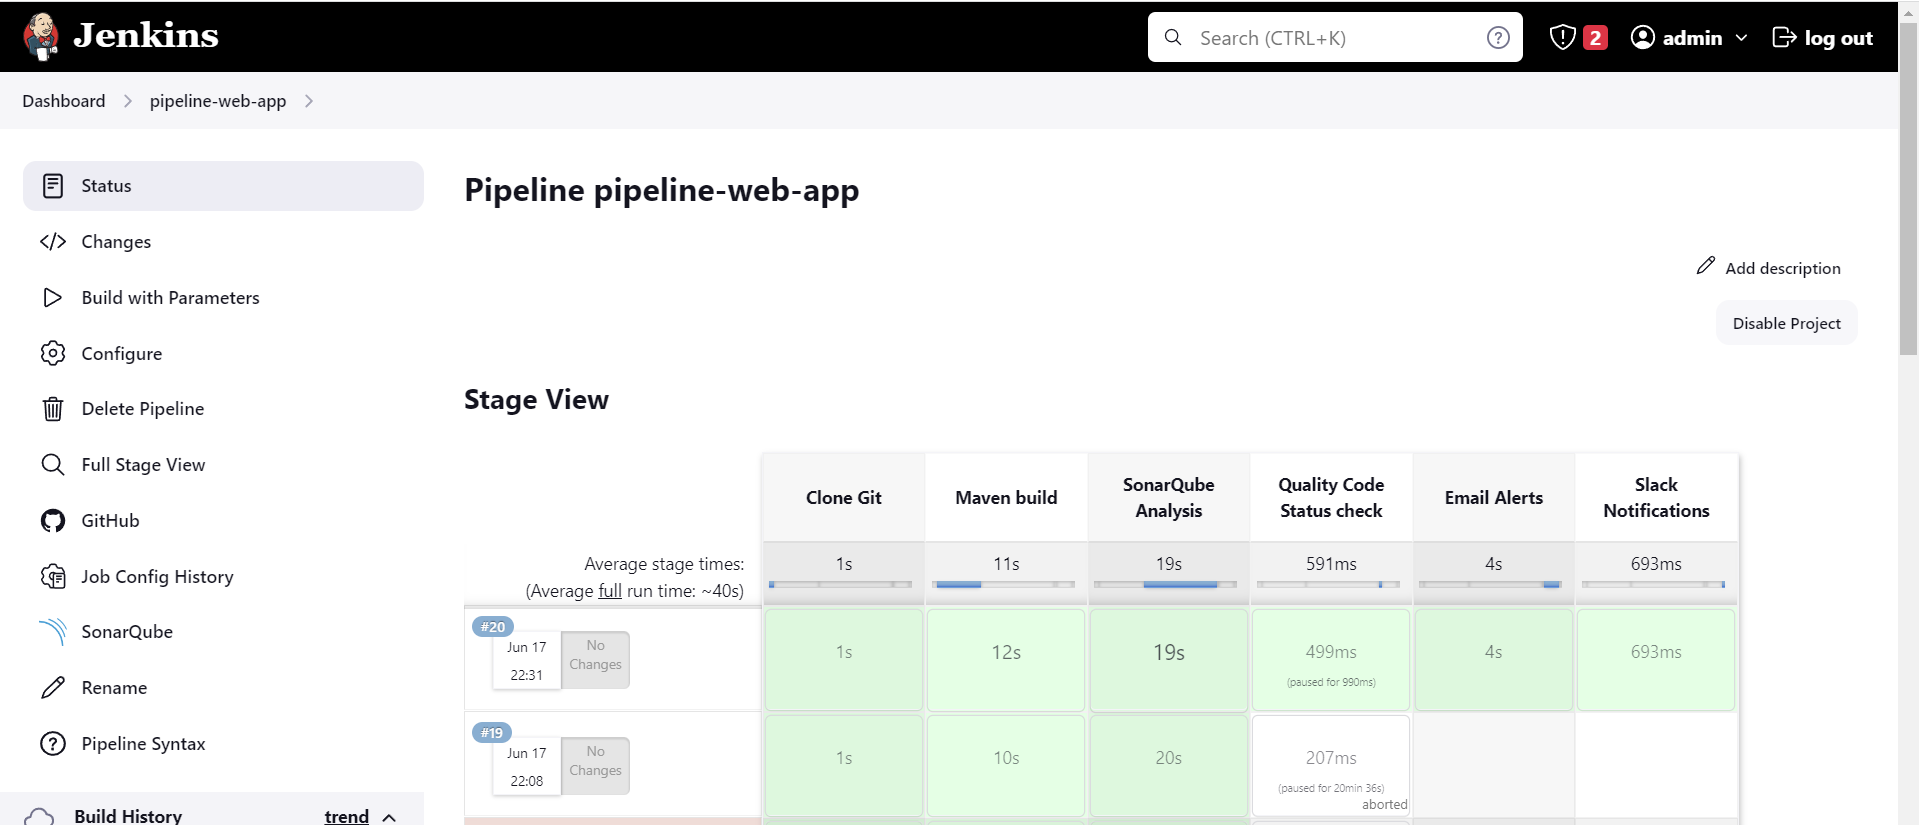 Jenkins
Search (CTRL+K)
?
2
admin
log out
Dashboard
pipeline-web-app
Status
Changes
Build with Parameters
Configure
Delete Pipeline
Full Stage View
GitHub
Job Config History
SonarQube
Rename
Pipeline Syntax
Build History
trend
Pipeline pipeline-web-app
Add description
Disable Project
Stage View
Clone Git
Maven build
SonarQube
Analysis
Quality Code
Status check
Email Alerts
Slack
Notifications
Average stage times:
(Average full run time: ~40s)
1s
11s
19s
591ms
4s
693ms
#20
Jun 17
22:31
No
Changes
1s
12s
19s
499ms
(paused for 990ms)
4s
693ms
#19
Jun 17
22:08
No
Changes
1s
10s
20s
207ms
(paused for 20min 36s)
aborted